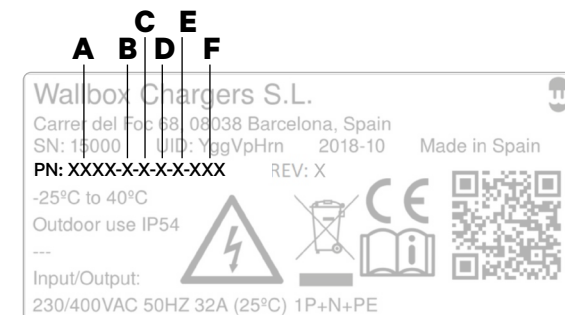 A B C D E F
Wallbox Chargers S.L.
Carrer del Foc 68, 08038 Barcelona, Spain
SN: 15000 UID: YggVpHrn 2018-10 Made in Spain
PN: XXXX-X-X-X-X-XXX REV: X
-25ºC to 40ºC
Outdoor use IP54
---
Input/Output:
230/400VAC 50HZ 32A (25ºC) 1P+N+PE
CE
i